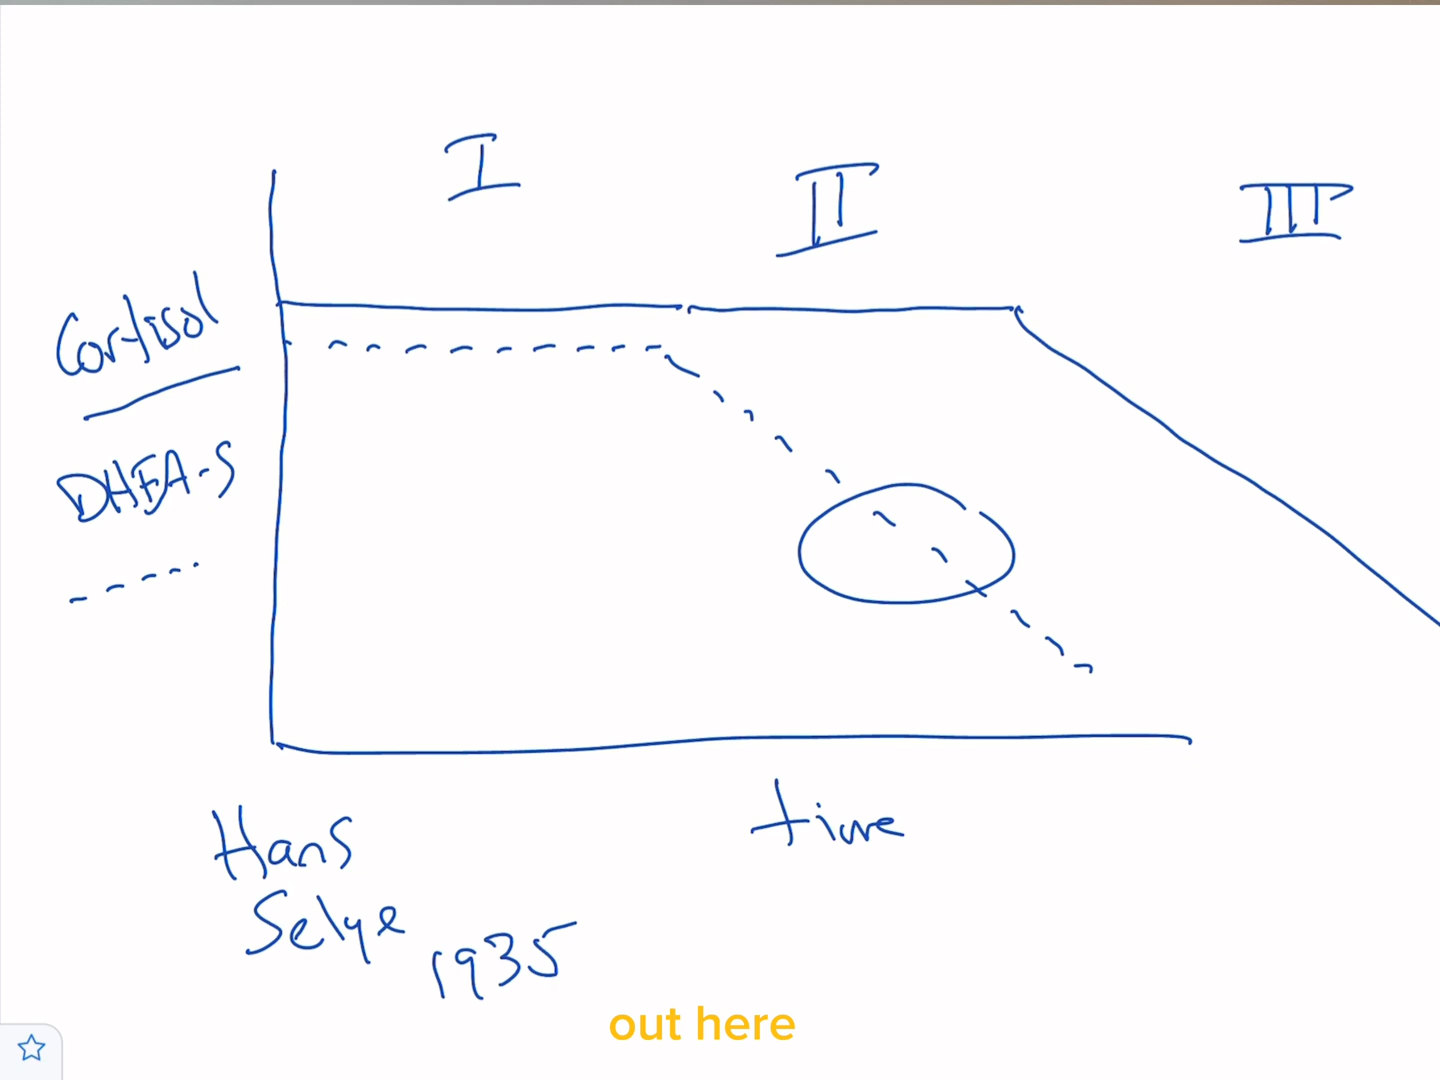 I
II
III
Cortisol
DHEA-S
time
Hans
Selye
1935
out here